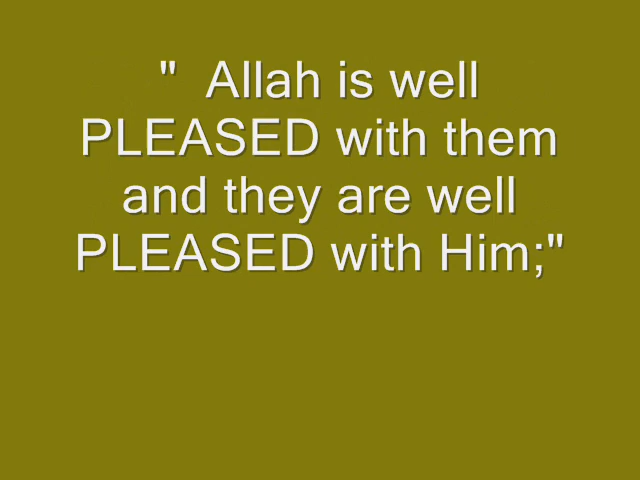 "  Allah is well
PLEASED with them
and they are well
PLEASED with Him;"